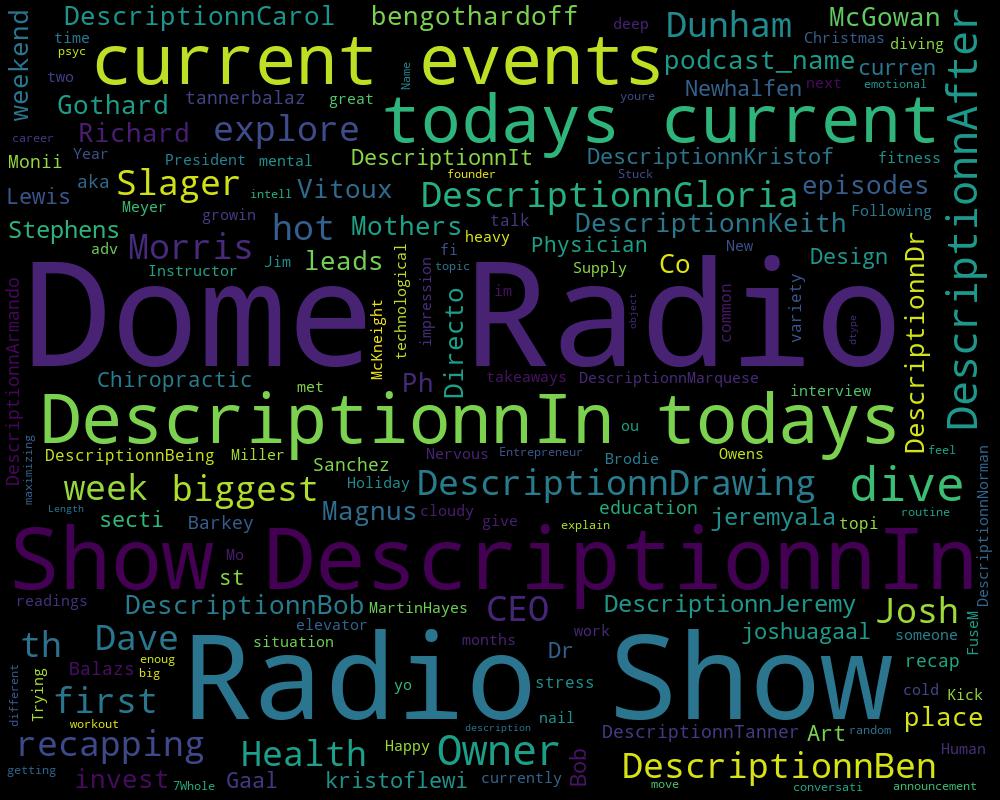 DescriptionnCarol bengothardoff deep Dunham McGowan
weekend time psyc current events Name Christmas diving DescriptionnAfter
two podcast_name curren
Gothard tannerbalaz great youre Newhalfen next emotional
career Richard explore todays current
Monii Year President mental DescriptionnIt DescriptionnKristof fitness
Lewis aka Slager intell Vitoux founder Stuck episodes
Meyer growin DescriptionnGloria Following
Stephens adv Morris hot Mothers talk heavy DescriptionnKeith
Instructor Jim leads fi topic Physician New Design
Supply Co
DescriptionnArmando Dome McKnight technological impression Directo Radio im object common variety dtype DescriptionnDr
Chiropractic met Ph takeaways DescriptionnMarquese interview
DescriptionnIn todays ou
maximizing DescriptionnBeing Miller Nervous Entrepreneur Brodie Owens feel
Sanchez
week biggest Holiday DescriptionnDrawing dive DescriptionnNorman
Length secti Barkey Magnus cloudy give explain education jeremyala topi routine
Show DescriptionnIn
Mo st
readings DescriptionnBob MartinHayes CEO DescriptionnJeremy Josh
elevator
th Dave situation months Dr work joshuagaal someone FuseM
different Trying Balazs enoug big Radio Show recap
first yo stress cold Kick
workout nail place
recapping description DescriptionnTanner Art random
Health Happy Owner Bob Human
getting invest 7Whole Gaal kristoflewi currently DescriptionnBen
move conversati announcement